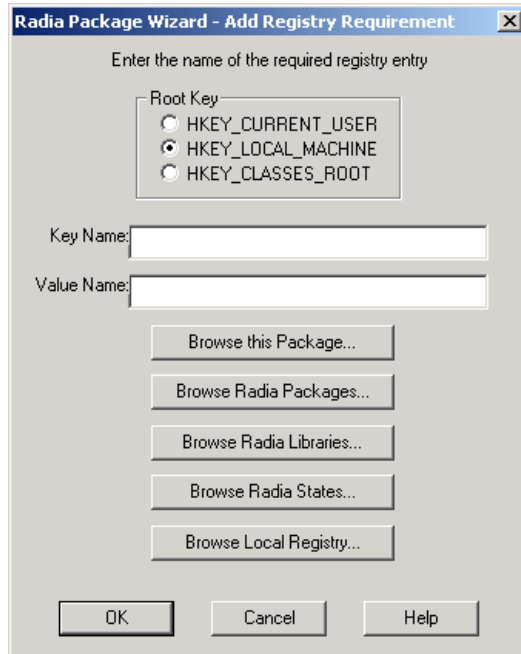 Radia Package Wizard - Add Registry Requirement
Enter the name of the required registry entry
Root Key
HKEY_CURRENT_USER
HKEY_LOCAL_MACHINE
HKEY_CLASSES_ROOT
Key Name:
Value Name:
Browse this Package...
Browse Radia Packages...
Browse Radia Libraries...
Browse Radia States...
Browse Local Registry...
OK Cancel Help